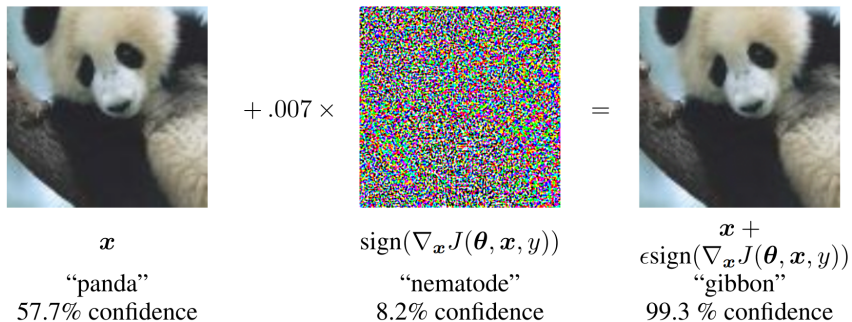 + .007 ×
=
x
sign(∇ₓJ(θ, x, y))
x +
ϵsign(∇ₓJ(θ, x, y))
“panda”
“nematode”
“gibbon”
57.7% confidence
8.2% confidence
99.3 % confidence